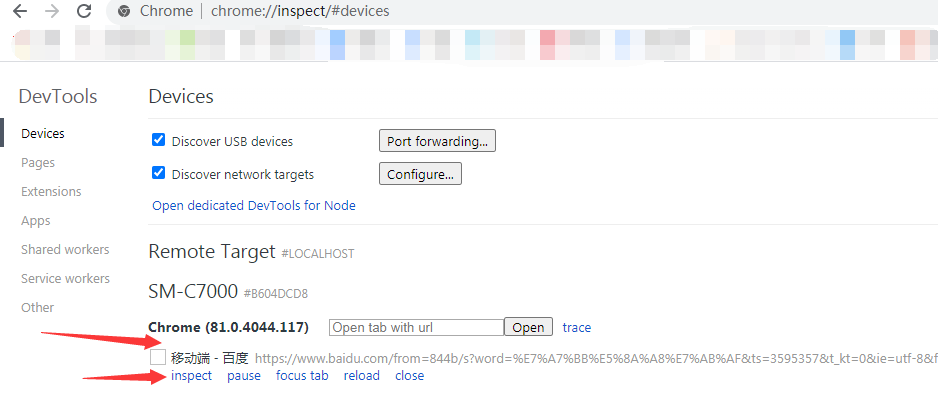 Chrome | chrome://inspect/#devices
DevTools
Devices
Devices
Discover USB devices
Port forwarding...
Pages
Discover network targets
Configure...
Extensions
Open dedicated DevTools for Node
Apps
Shared workers
Remote Target #LOCALHOST
Service workers
SM-C7000 #B604DCD8
Other
Chrome (81.0.4044.117)
Open tab with url
Open
trace
移动端 - 百度 https://www.baidu.com/from=844b/s?word=%E7%A7%BB%E5%8A%A8%E7%AB%AF&ts=3595357&t_kt=0&ie=utf-8&f
inspect pause focus tab reload close